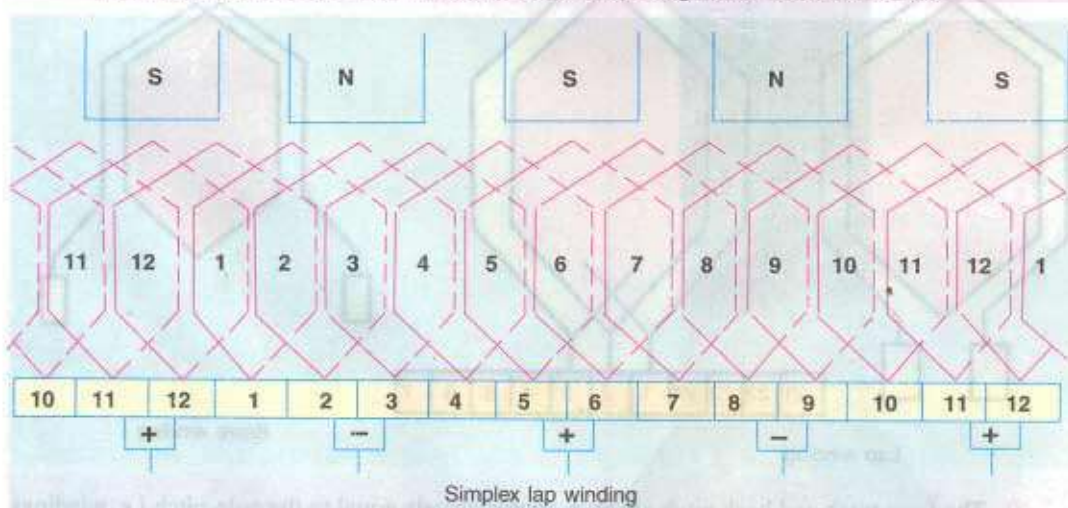 S N S N S
11 12 1 2 3 4 5 6 7 8 9 10 11 12 1
10 11 12 1 2 3 4 5 6 7 8 9 10 11 12
+ − + − +
Simplex lap winding